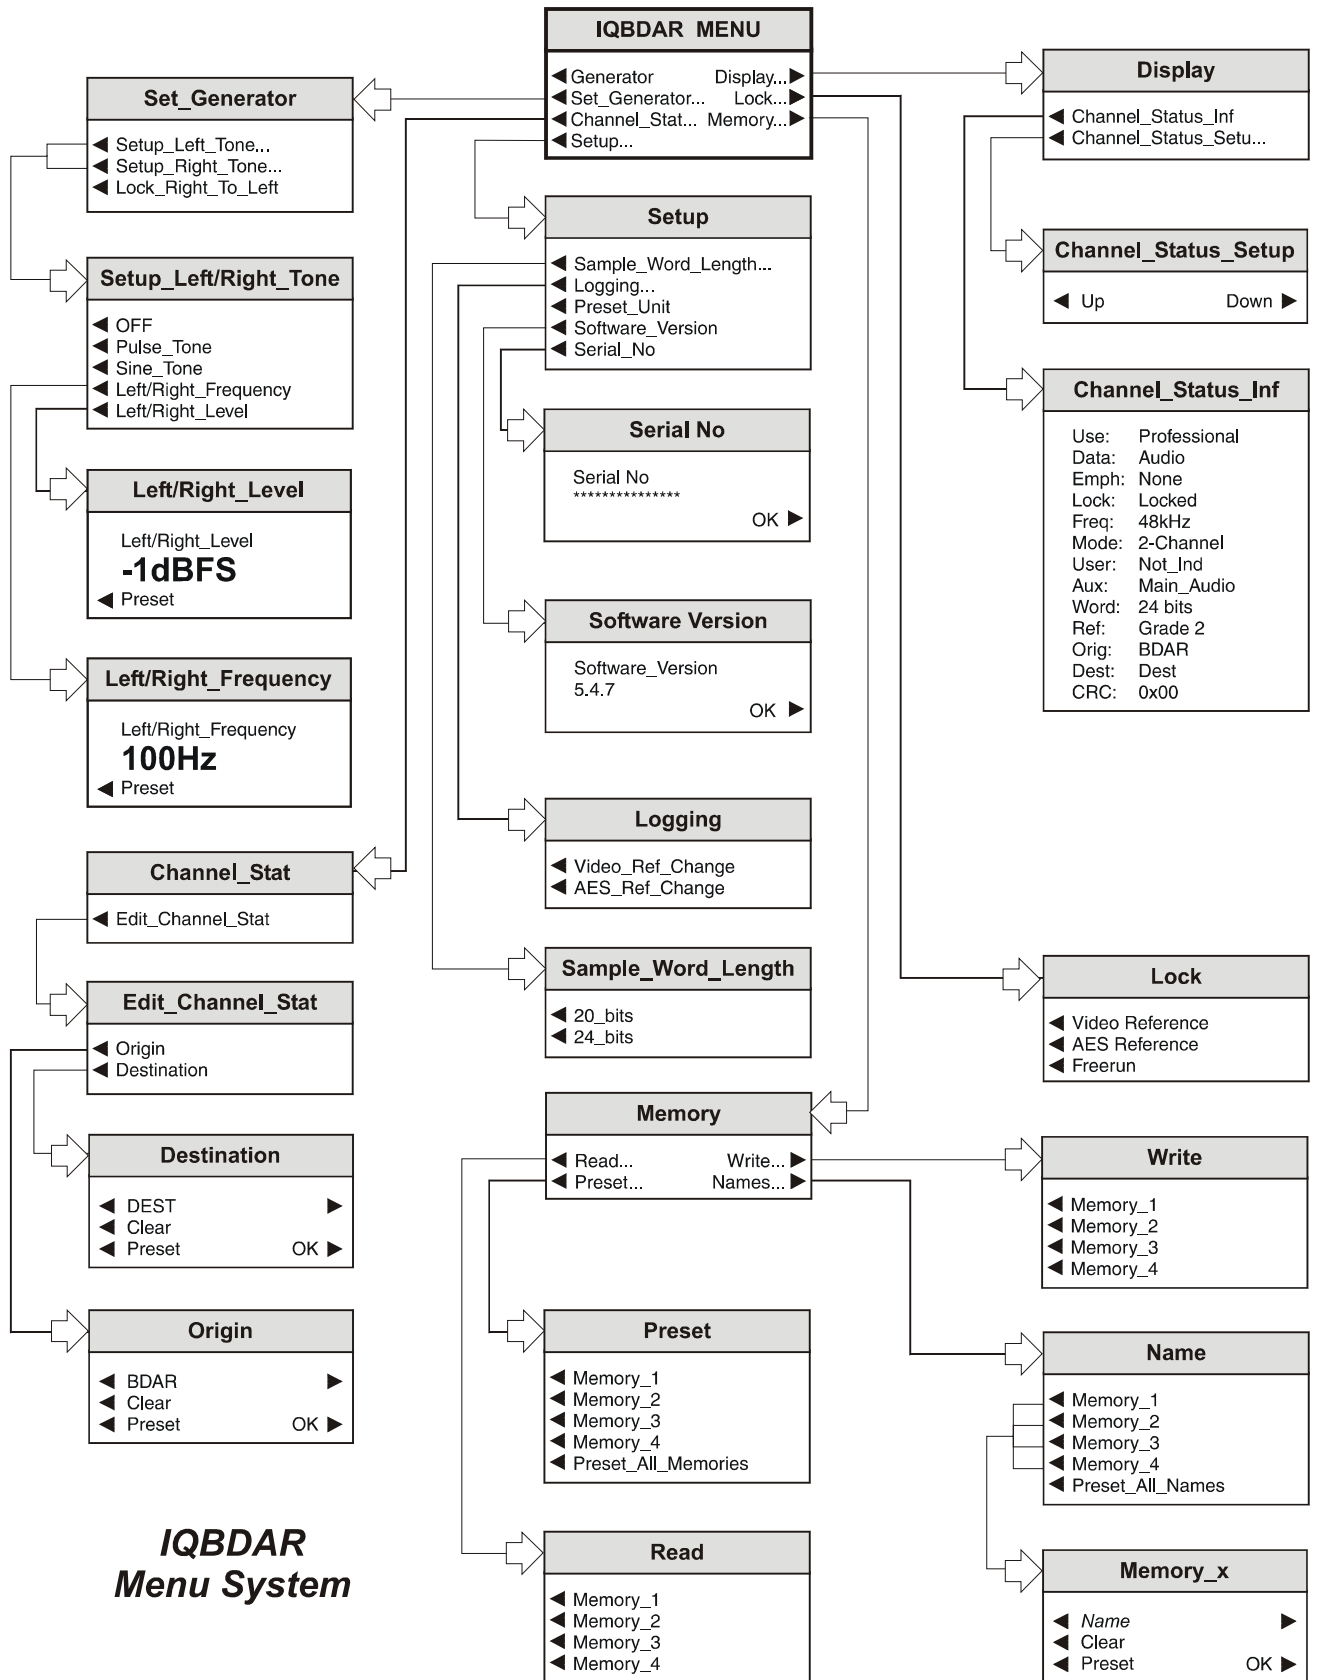 IQBDAR MENU
Generator Display...
Set_Generator... Lock...
Channel_Stat... Memory...
Setup...
Set_Generator
Setup_Left_Tone...
Setup_Right_Tone...
Lock_Right_To_Left
Setup_Left/Right_Tone
OFF
Pulse_Tone
Sine_Tone
Left/Right_Frequency
Left/Right_Level
Left/Right_Level
Left/Right_Level
-1dBFS
Preset
Left/Right_Frequency
Left/Right_Frequency
100Hz
Preset
Channel_Stat
Edit_Channel_Stat
Edit_Channel_Stat
Origin
Destination
Destination
DEST
Clear
Preset OK
Origin
BDAR
Clear
Preset OK
IQBDAR
Menu System
Setup
Sample_Word_Length...
Logging...
Preset_Unit
Software_Version
Serial_No
Serial No
Serial No
***************
OK
Software Version
Software_Version
5.4.7
OK
Logging
Video_Ref_Change
AES_Ref_Change
Sample_Word_Length
20_bits
24_bits
Memory
Read... Write...
Preset... Names...
Preset
Memory_1
Memory_2
Memory_3
Memory_4
Preset_All_Memories
Read
Memory_1
Memory_2
Memory_3
Memory_4
Display
Channel_Status_Inf
Channel_Status_Setu...
Channel_Status_Setup
Up Down
Channel_Status_Inf
Use: Professional
Data: Audio
Emph: None
Lock: Locked
Freq: 48kHz
Mode: 2-Channel
User: Not_Ind
Aux: Main_Audio
Word: 24 bits
Ref: Grade 2
Orig: BDAR
Dest: Dest
CRC: 0x00
Lock
Video Reference
AES Reference
Freerun
Write
Memory_1
Memory_2
Memory_3
Memory_4
Name
Memory_1
Memory_2
Memory_3
Memory_4
Preset_All_Names
Memory_x
Name
Clear
Preset OK